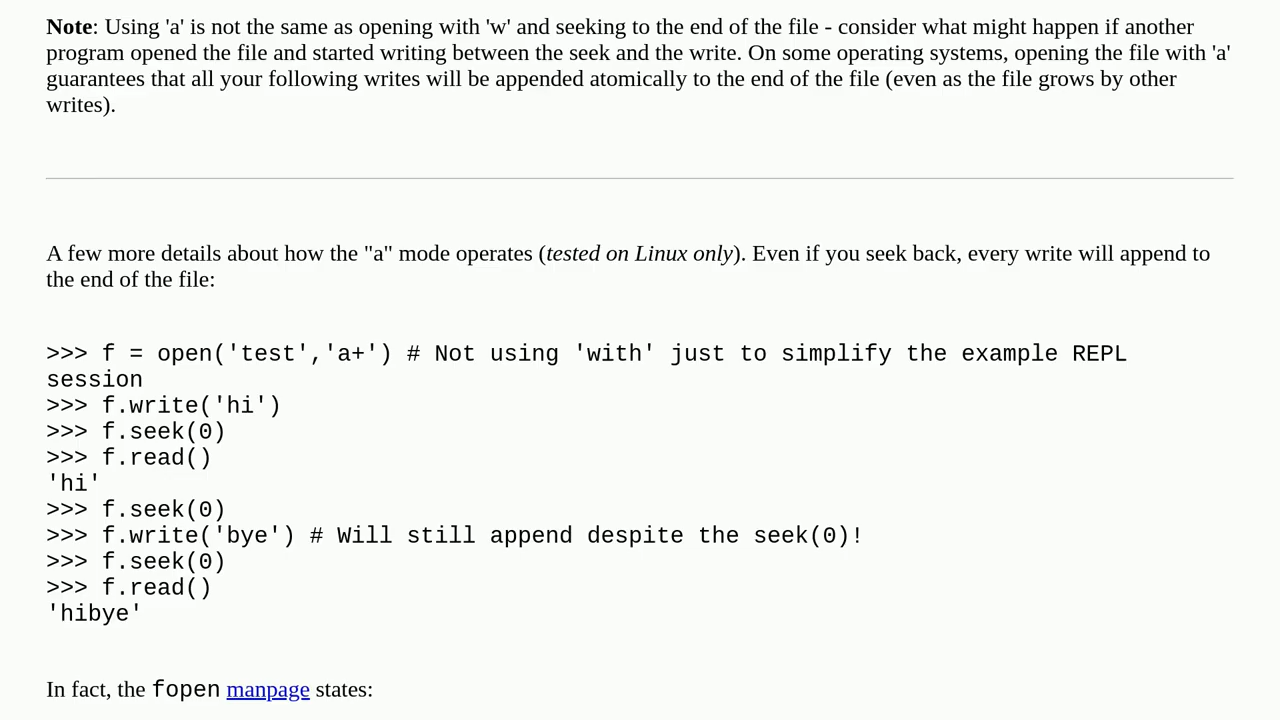 Note: Using 'a' is not the same as opening with 'w' and seeking to the end of the file - consider what might happen if another
program opened the file and started writing between the seek and the write. On some operating systems, opening the file with 'a'
guarantees that all your following writes will be appended atomically to the end of the file (even as the file grows by other
writes).
A few more details about how the "a" mode operates (tested on Linux only). Even if you seek back, every write will append to
the end of the file:
>>> f = open('test','a+') # Not using 'with' just to simplify the example REPL
session
>>> f.write('hi')
>>> f.seek(0)
>>> f.read()
'hi'
>>> f.seek(0)
>>> f.write('bye') # Will still append despite the seek(0)!
>>> f.seek(0)
>>> f.read()
'hibye'
In fact, the fopen manpage states: